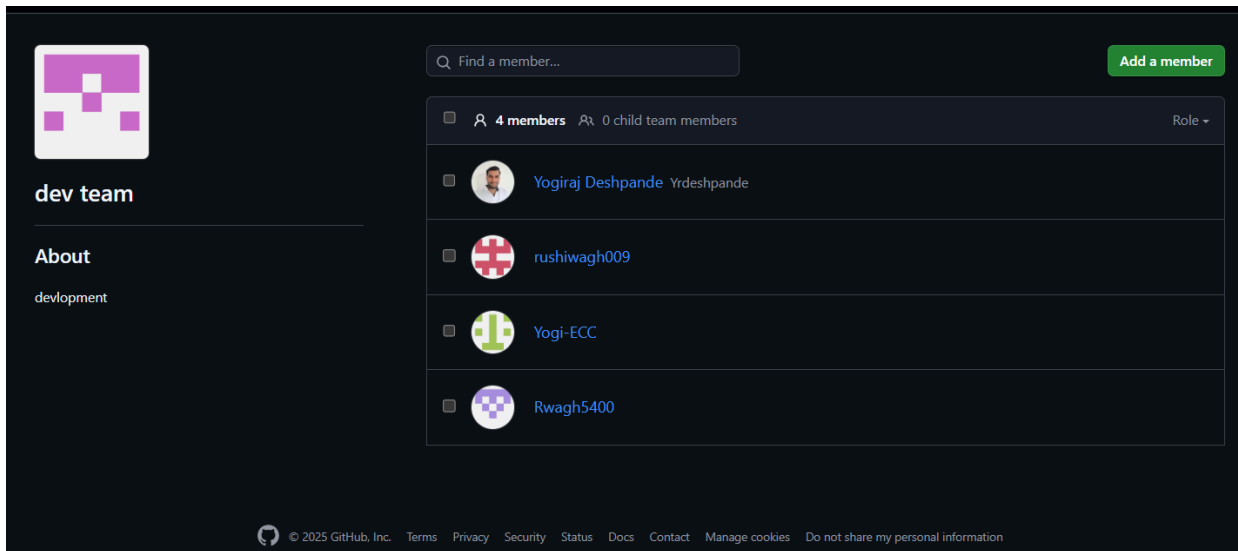 Find a member...
Add a member
4 members 0 child team members Role
dev team
Yogiraj Deshpande Yrdeshpande
About
devlopment
rushiwagh009
Yogi-ECC
Rwagh5400
© 2025 GitHub, Inc. Terms Privacy Security Status Docs Contact Manage cookies Do not share my personal information